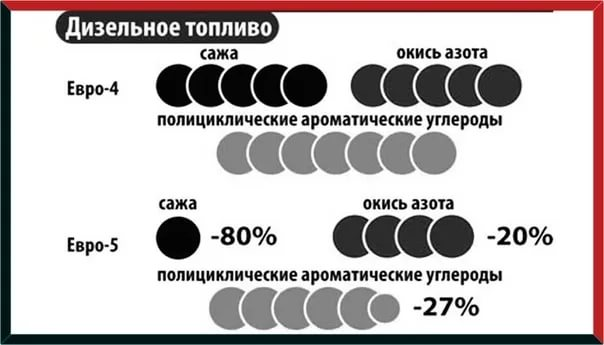 Дизельное топливо
сажа окись азота
Евро-4
полициклические ароматические углероды
сажа окись азота
Евро-5 -80% -20%
полициклические ароматические углероды
-27%